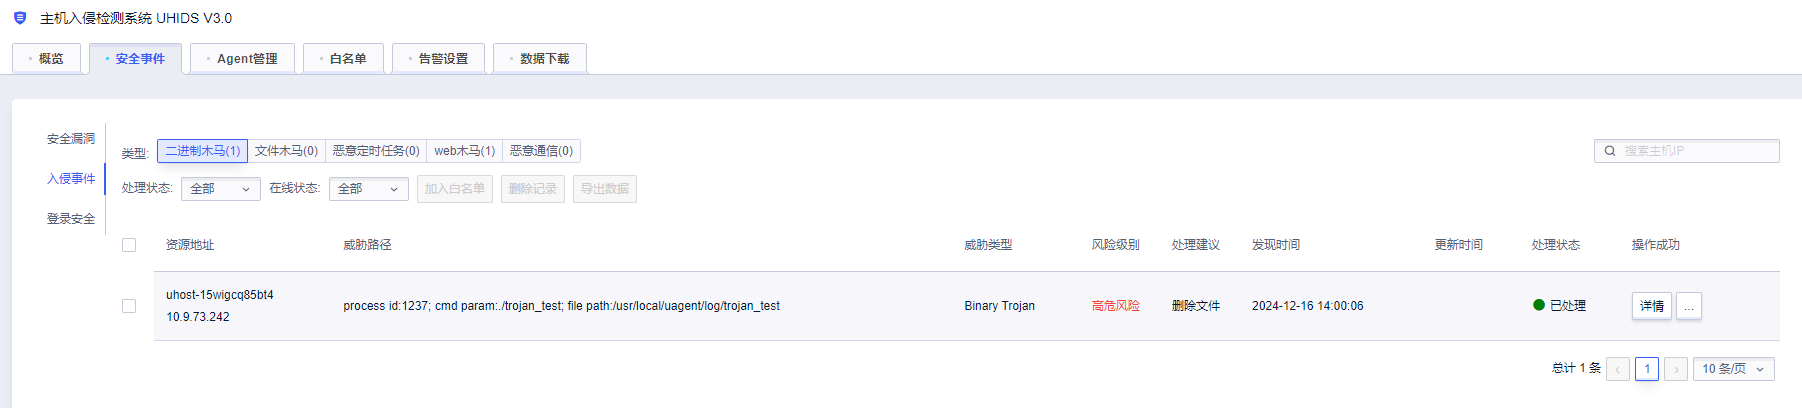 主机入侵检测系统 UHIDS V3.0
概览 安全事件 Agent管理 白名单 告警设置 数据下载
安全漏洞
入侵事件
登录安全
类型: 二进制木马(1) 文件木马(0) 恶意定时任务(0) web木马(1) 恶意通信(0) 搜索主机IP
处理状态: 全部 在线状态: 全部 加入白名单 删除记录 导出数据
资源地址 威胁路径 威胁类型 风险级别 处理建议 发现时间 更新时间 处理状态 操作成功
uhost-15wigcq85bt4
10.9.73.242
process id:1237; cmd param:./trojan_test; file path:/usr/local/uagent/log/trojan_test Binary Trojan 高危风险 删除文件 2024-12-16 14:00:06 已处理 详情 ...
总计 1 条 ‹ 1 › 10 条/页